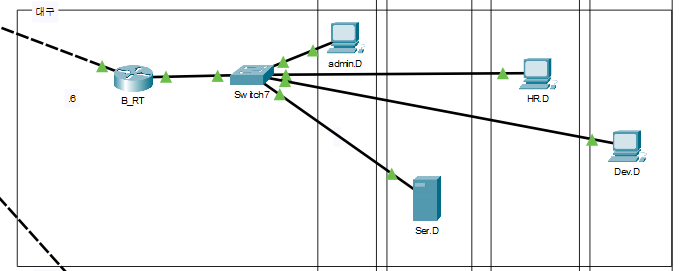 대구
admin.D
HR.D
.6
B_RT
Switch7
Dev.D
Ser.D